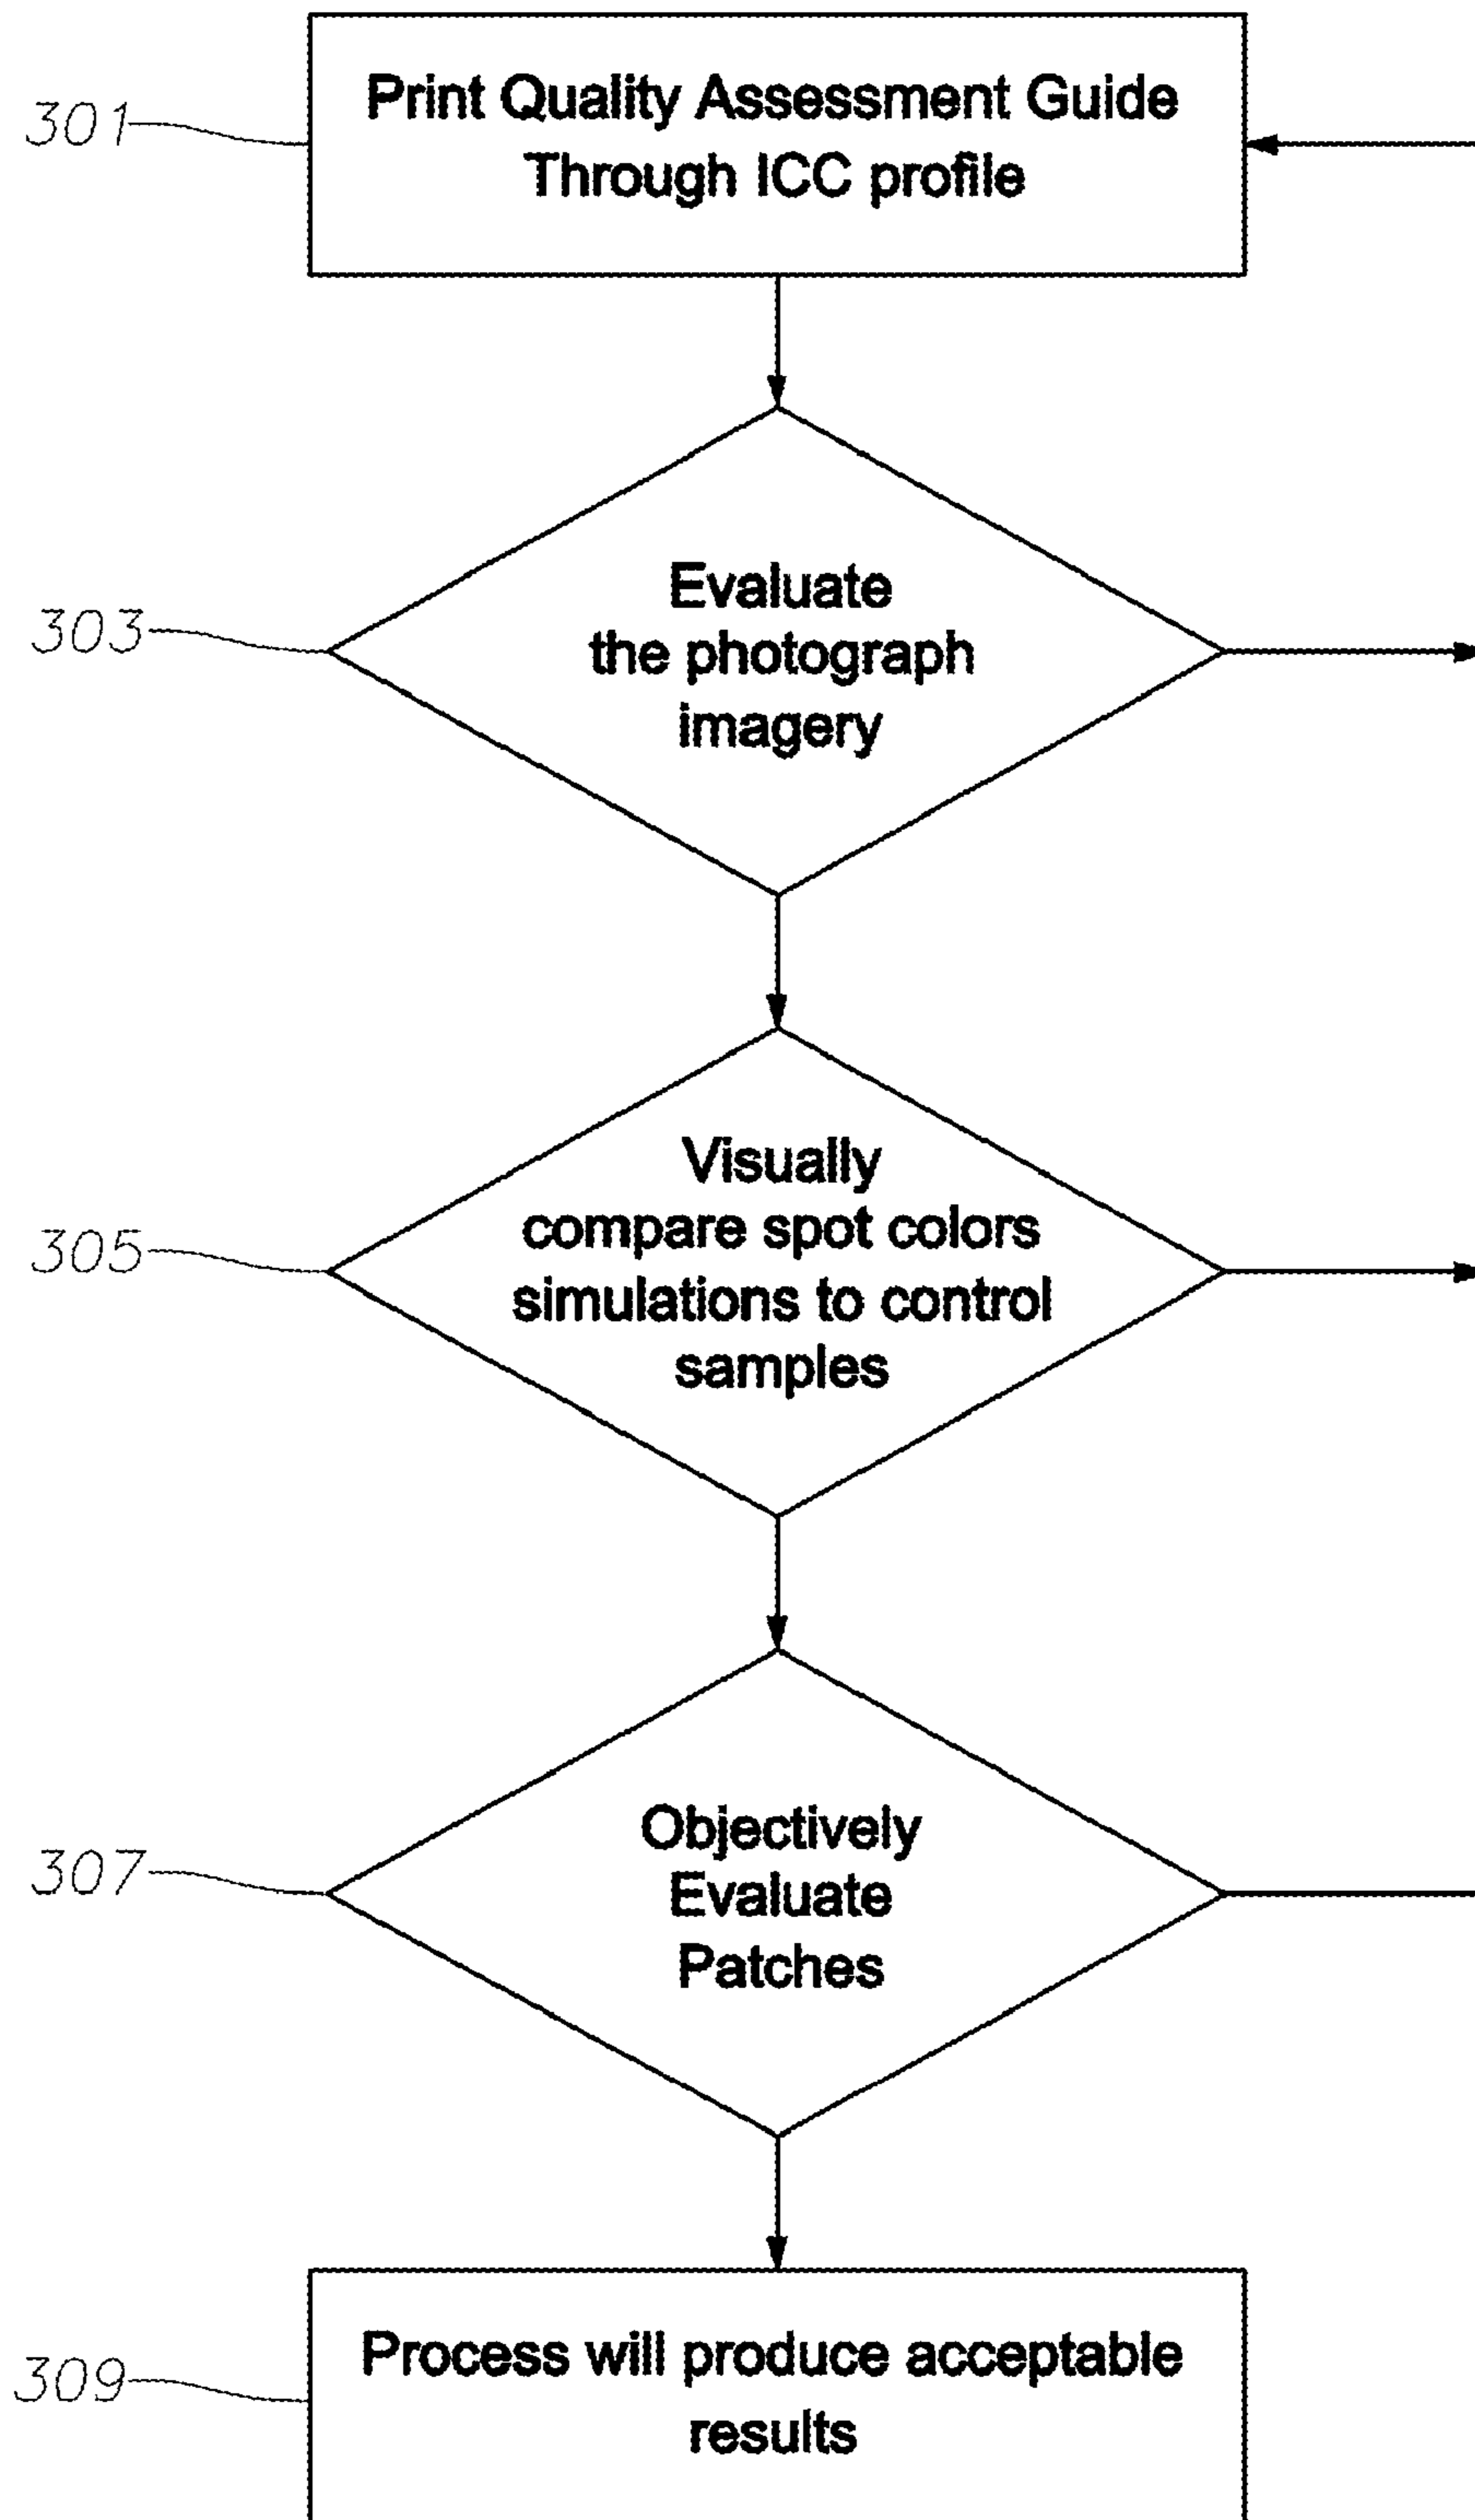 Print Quality Assessment Guide
Through ICC profile
301
Evaluate
the photograph
imagery
303
Visually
compare spot colors
simulations to control
samples
305
Objectively
Evaluate
Patches
307
Process will produce acceptable
results
309